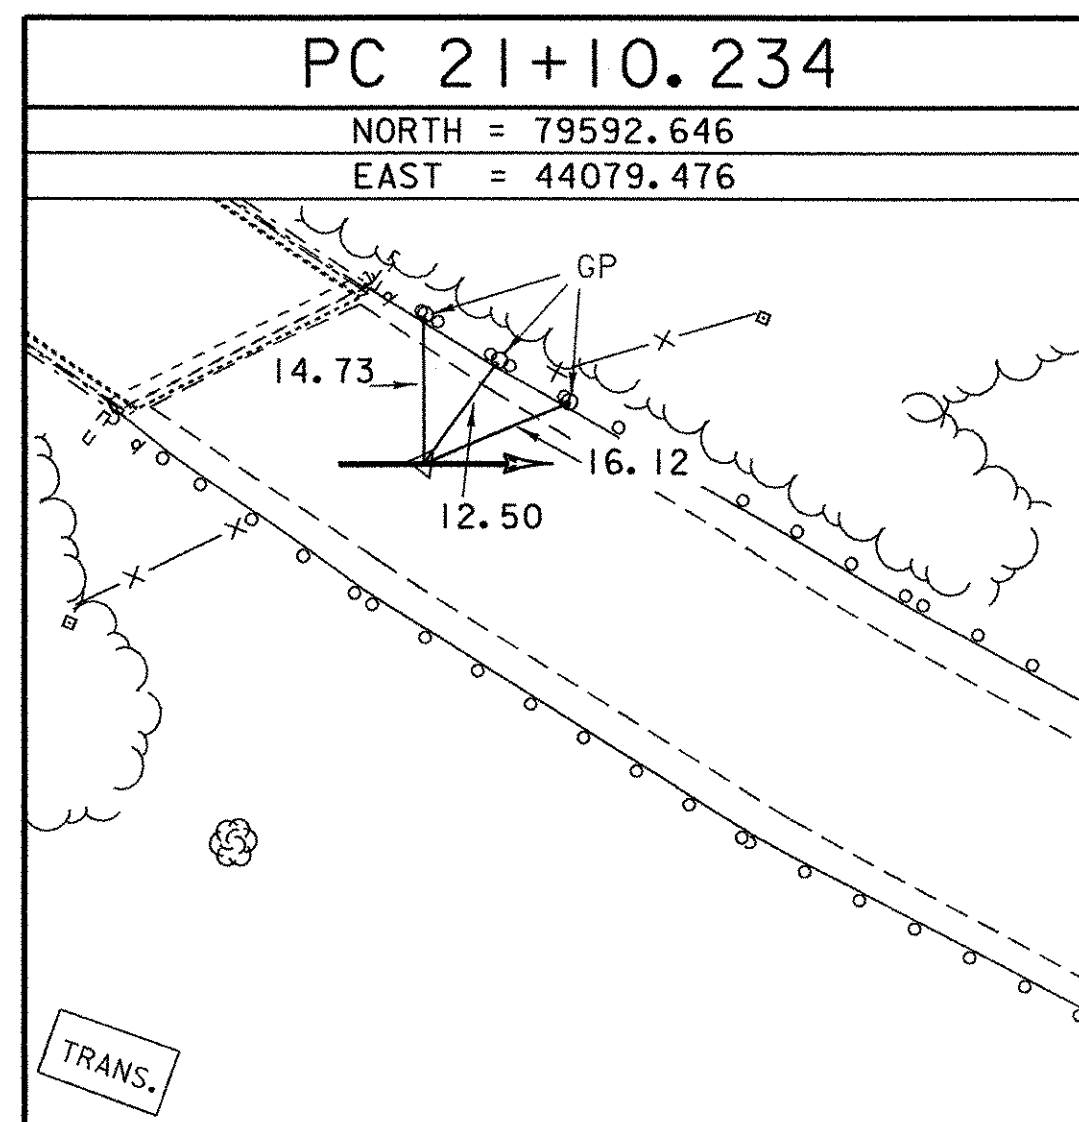 PC 21+10.234
NORTH = 79592.646
EAST = 44079.476
GP
14.73
16.12
12.50
TRANS.